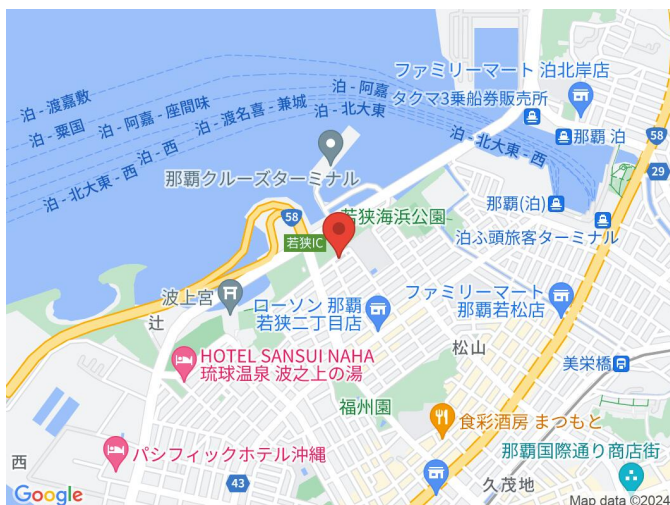 ファミリーマート 泊北岸店
タクマ3乗船券販売所
泊 - 渡嘉敷
泊 - 粟国
泊 - 阿嘉 - 座間味
泊 - 渡名喜 - 兼城
泊 - 阿嘉
泊 - 北大東
泊 - 北大東 - 西
泊 - 西
泊 - 北大東 - 西
那覇 泊
58
29
那覇クルーズターミナル
那覇(泊)
若狭海浜公園
58
若狭IC
泊ふ頭旅客ターミナル
波上宮
ローソン 那覇
若狭二丁目店
ファミリーマート
那覇若松店
辻
松山
美栄橋
HOTEL SANSUI NAHA
琉球温泉 波之上の湯
福州園
食彩酒房 まつもと
パシフィックホテル沖縄
那覇国際通り商店街
西
43
久茂地
Google
Map data ©2024